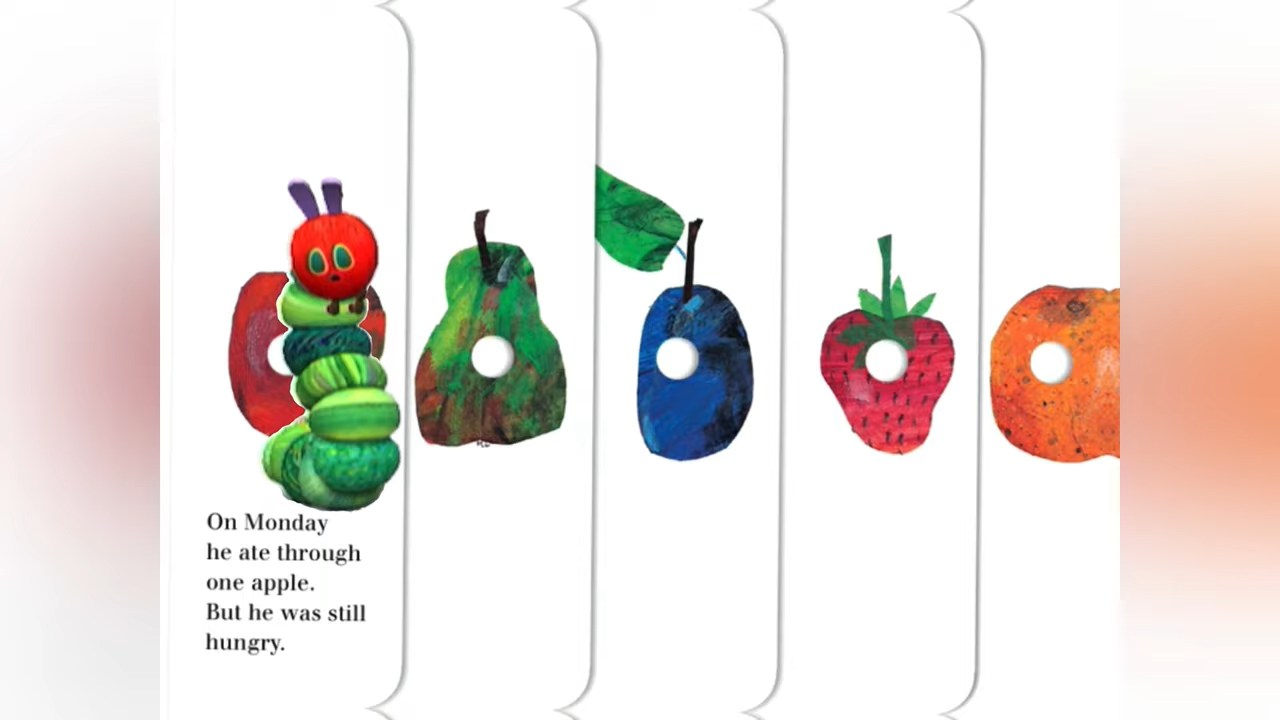 On Monday
he ate through
one apple.
But he was still
hungry.